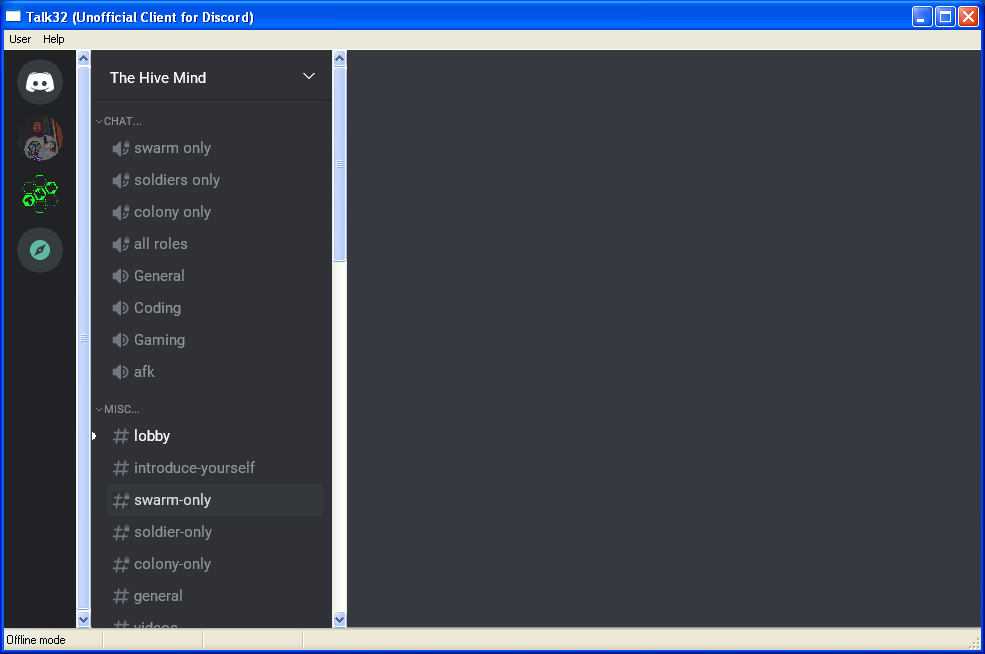 Talk32 (Unofficial Client for Discord)
User Help
The Hive Mind
CHAT...
swarm only
soldiers only
colony only
all roles
General
Coding
Gaming
afk
MISC...
lobby
introduce-yourself
swarm-only
soldier-only
colony-only
general
videos
Offline mode